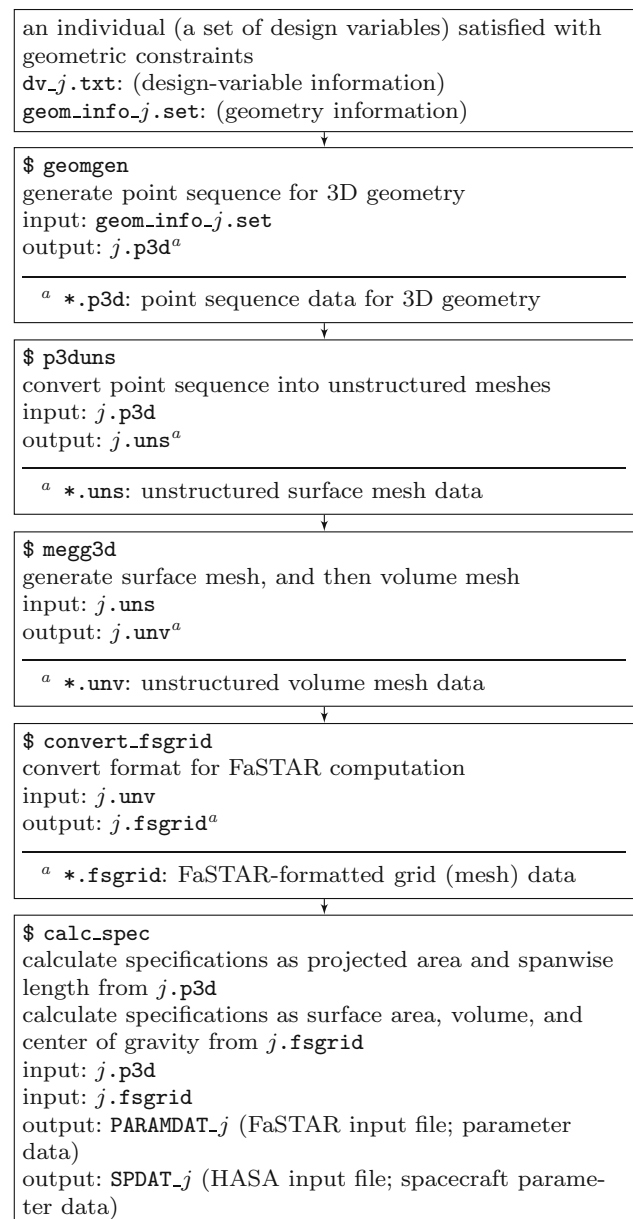 an individual (a set of design variables) satisfied with
geometric constraints
dv_j.txt: (design-variable information)
geom_info_j.set: (geometry information)
$ geomgen
generate point sequence for 3D geometry
input: geom_info_j.set
output: j.p3d^a
^a *.p3d: point sequence data for 3D geometry
$ p3duns
convert point sequence into unstructured meshes
input: j.p3d
output: j.uns^a
^a *.uns: unstructured surface mesh data
$ megg3d
generate surface mesh, and then volume mesh
input: j.uns
output: j.unv^a
^a *.unv: unstructured volume mesh data
$ convert_fsgrid
convert format for FaSTAR computation
input: j.unv
output: j.fsgrid^a
^a *.fsgrid: FaSTAR-formatted grid (mesh) data
$ calc_spec
calculate specifications as projected area and spanwise
length from j.p3d
calculate specifications as surface area, volume, and
center of gravity from j.fsgrid
input: j.p3d
input: j.fsgrid
output: PARAMDAT_j (FaSTAR input file; parameter
data)
output: SPDAT_j (HASA input file; spacecraft parame-
ter data)